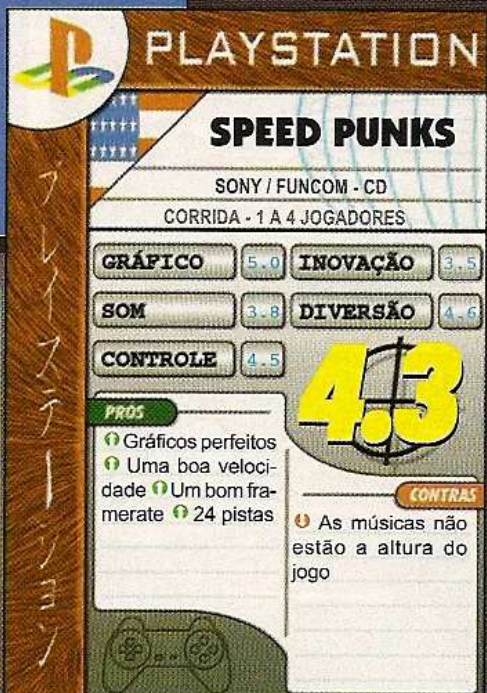 PLAYSTATION
プレイステーション
SPEED PUNKS
SONY / FUNCOM - CD
CORRIDA - 1 A 4 JOGADORES
GRÁFICO 5.0 INOVAÇÃO 3.5
SOM 3.8 DIVERSÃO 4.6
CONTROLE 4.5
4.3
PRÓS
Gráficos perfeitos
Uma boa veloci-
dade Um bom fra-
merate 24 pistas
CONTRAS
As músicas não
estão a altura do
jogo